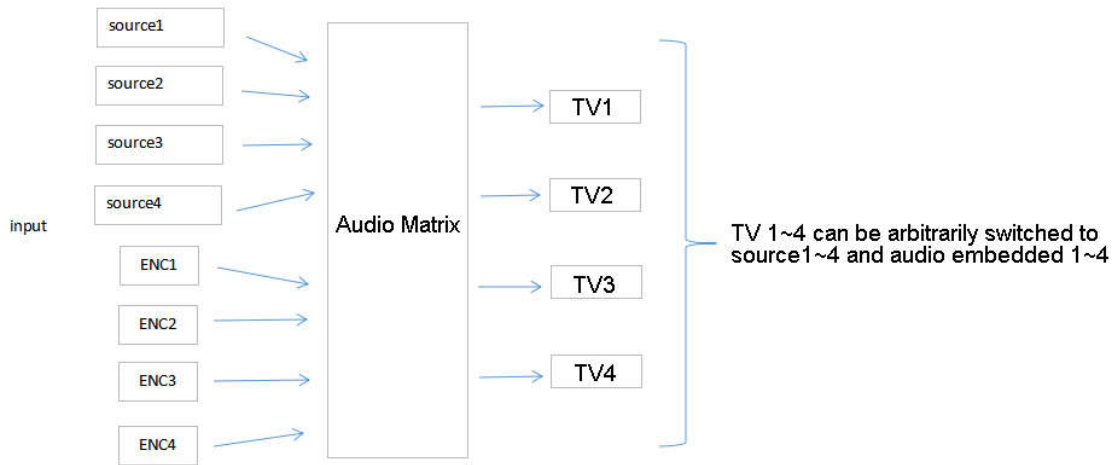 source1
source2
source3
source4
input
ENC1
ENC2
ENC3
ENC4
Audio Matrix
TV1
TV2
TV3
TV4
TV 1~4 can be arbitrarily switched to
source1~4 and audio embedded 1~4